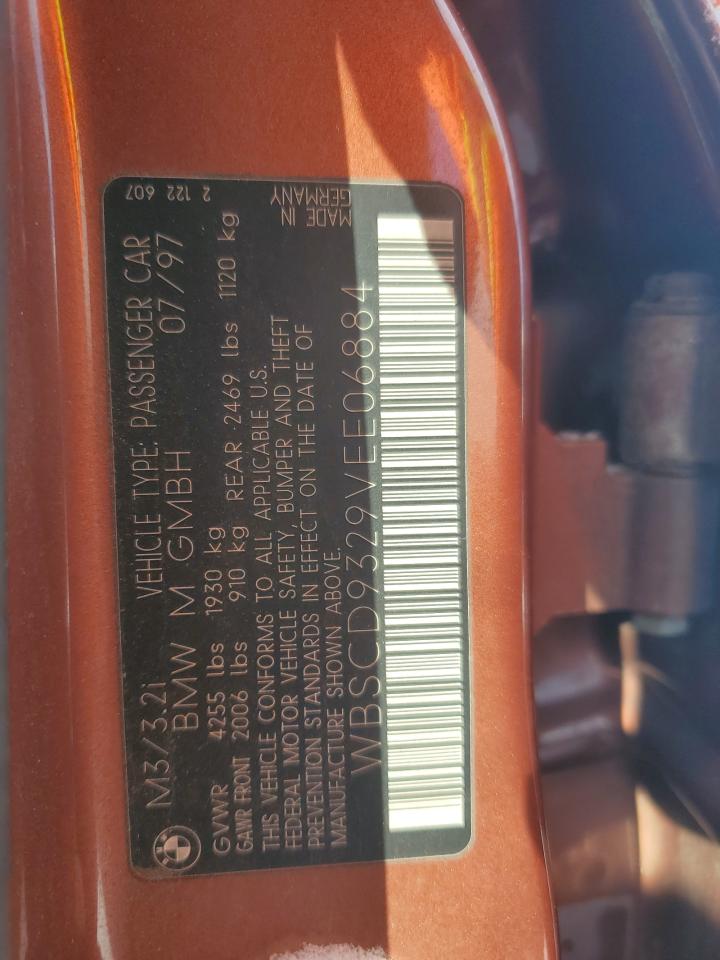 M3/3.2i VEHICLE TYPE: PASSENGER CAR 2 122 607
BMW M GMBH 07/97
GVWR 4255 lbs 1930 kg
GAWR FRONT 2006 lbs 910 kg REAR 2469 lbs 1120 kg
THIS VEHICLE CONFORMS TO ALL APPLICABLE U.S.
FEDERAL MOTOR VEHICLE SAFETY, BUMPER AND THEFT
PREVENTION STANDARDS IN EFFECT ON THE DATE OF
MANUFACTURE SHOWN ABOVE.
MADE IN
GERMANY
WBSCD9329VEE06884